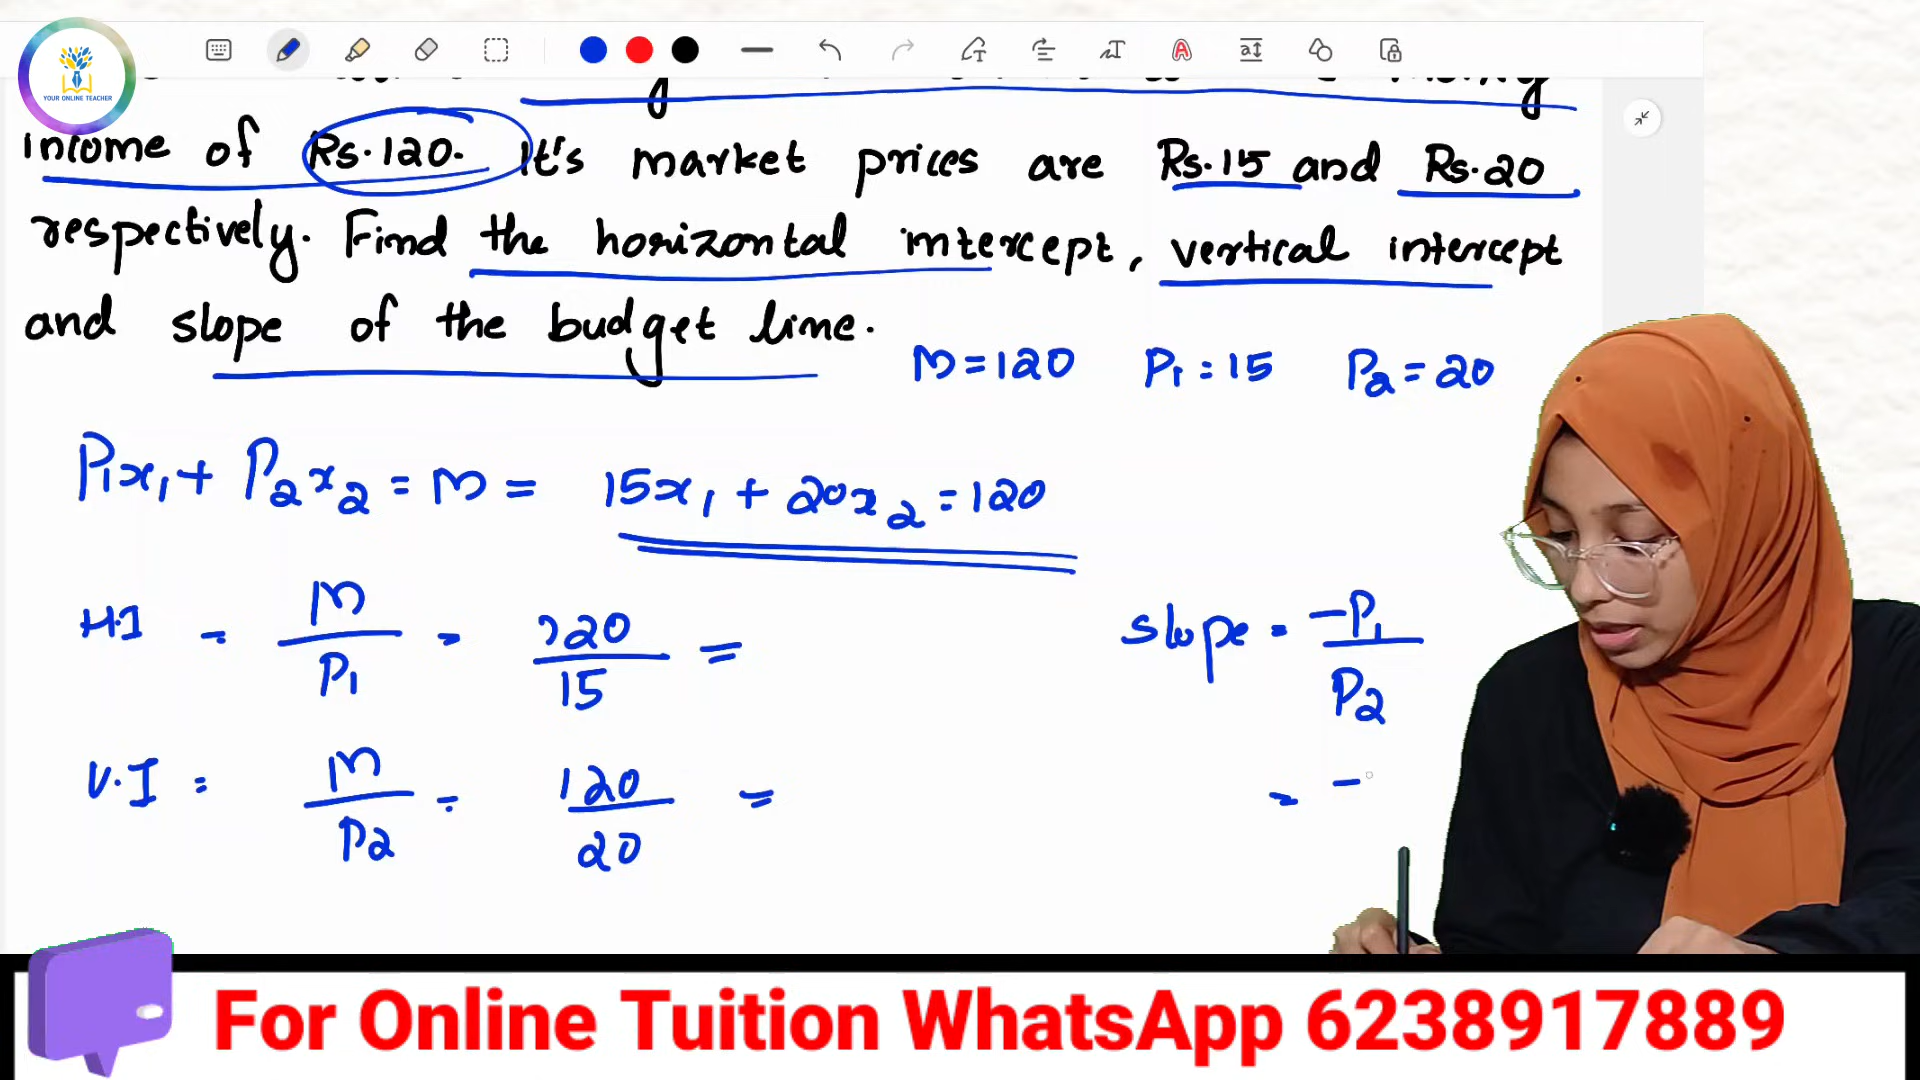 YOUR ONLINE TEACHER
income of Rs.120. It's market prices are Rs.15 and Rs.20
respectively. Find the horizontal intercept, vertical intercept
and slope of the budget line.
M = 120 P1 = 15 P2 = 20
P1x1 + P2x2 = M = 15x1 + 20x2 = 120
H.I = M/P1 = 120/15 =
slope = -P1/P2
V.I = M/P2 = 120/20 =
= -
For Online Tuition WhatsApp 6238917889